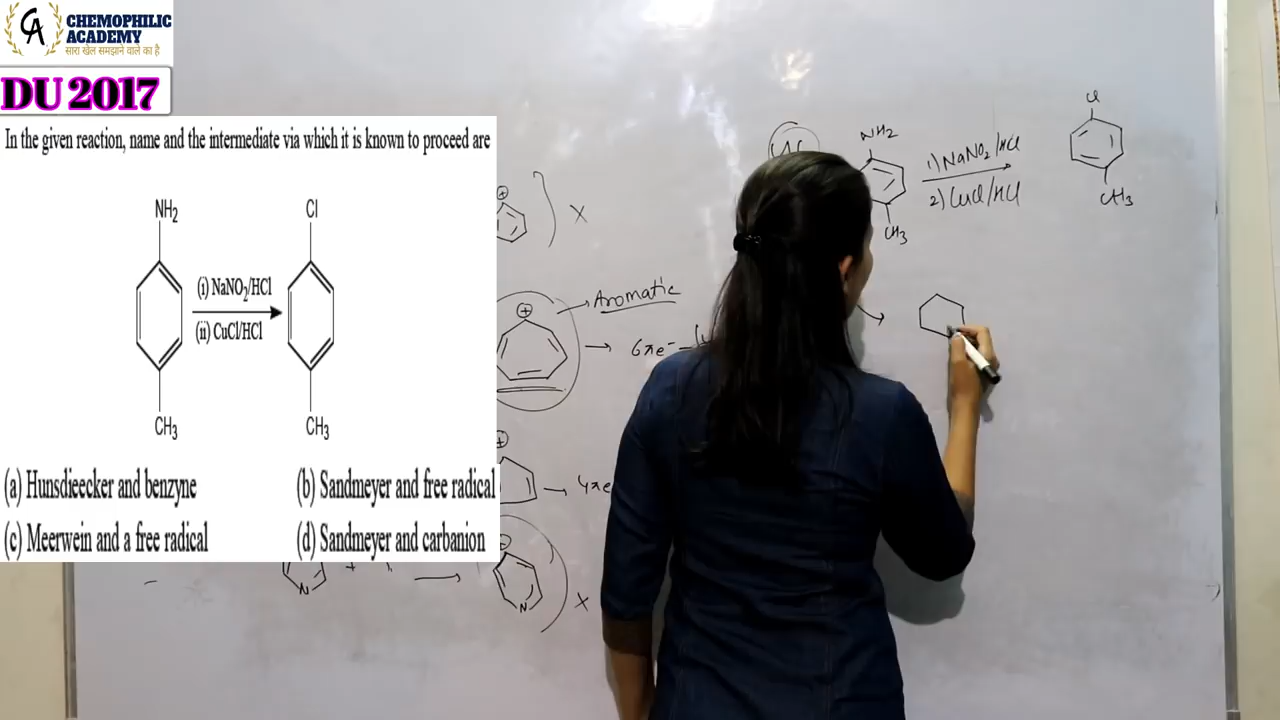 CA CHEMOPHILIC
ACADEMY
सारा खेल समझाने वाले का है
DU 2017
In the given reaction, name and the intermediate via which it is known to proceed are
NH2 Cl
(i) NaNO2/HCl
(ii) CuCl/HCl
CH3 CH3
(a) Hunsdieecker and benzyne (b) Sandmeyer and free radical
(c) Meerwein and a free radical (d) Sandmeyer and carbanion
NH2
1) NaNO2/HCl
2) CuCl/HCl
CH3
Cl
CH3
⊕
X
⊕ → Aromatic
→ 6πe⁻
⊕
→ 4πe
N + → ⊕ N X